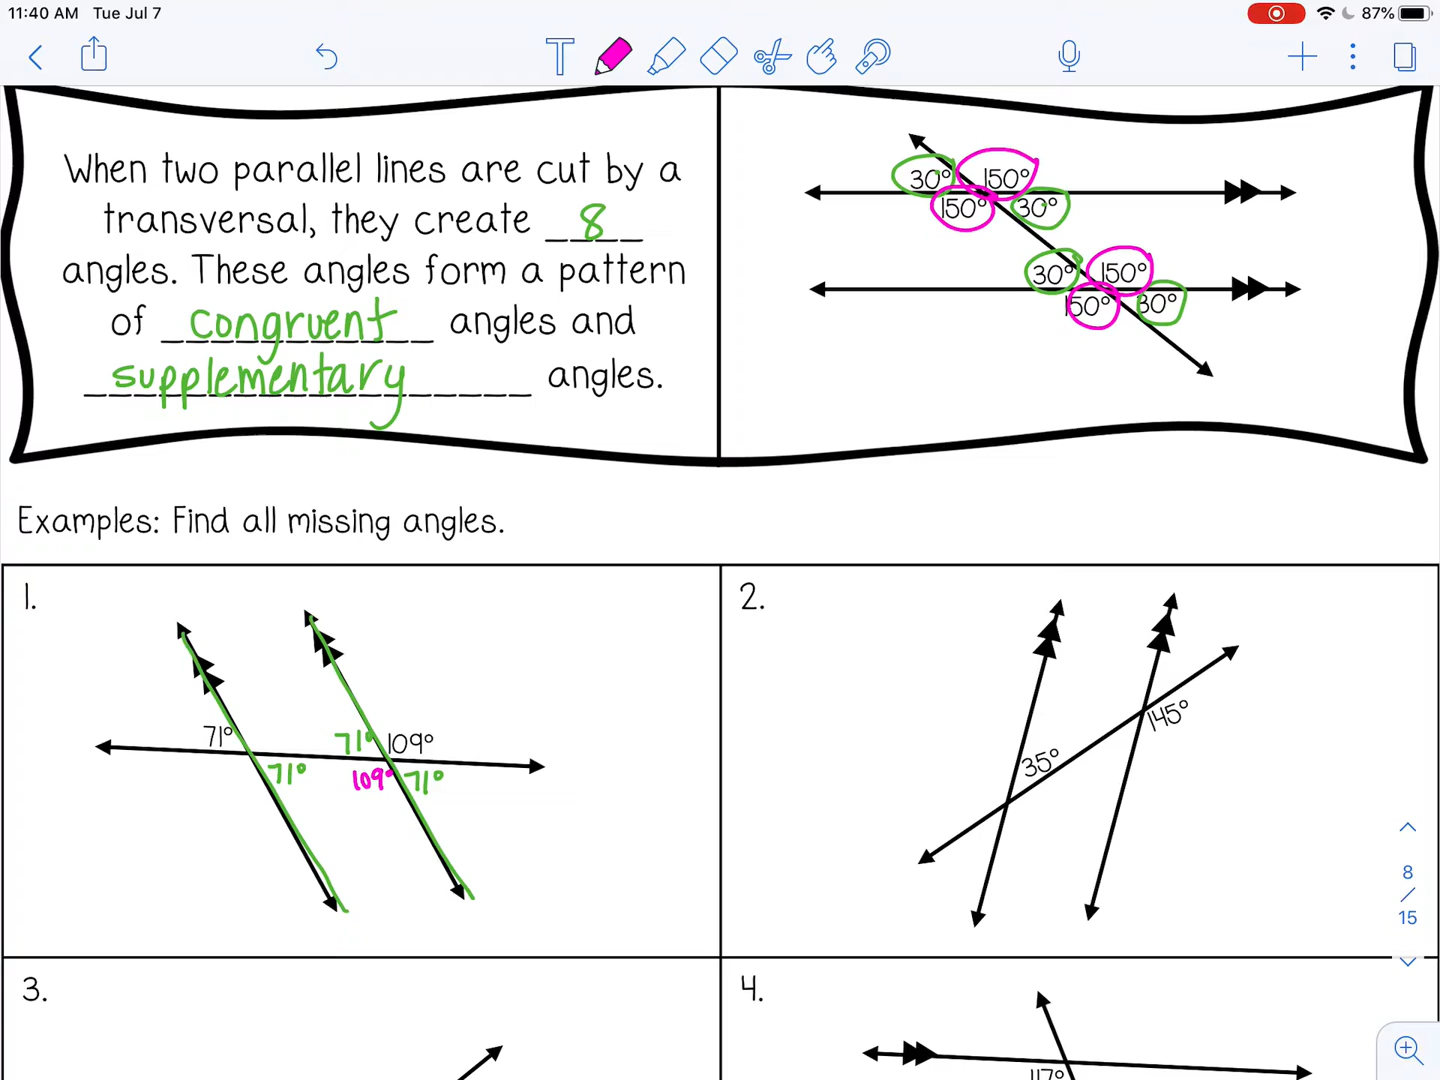 11:40 AM Tue Jul 7
87%
T
When two parallel lines are cut by a
transversal, they create 8
angles. These angles form a pattern
of congruent angles and
supplementary angles.
30° 150°
150° 30°
30° 150°
150° 30°
Examples: Find all missing angles.
1.
71° 71° 109°
71° 109° 71°
2.
145°
35°
8
/
15
3.
4.
117°